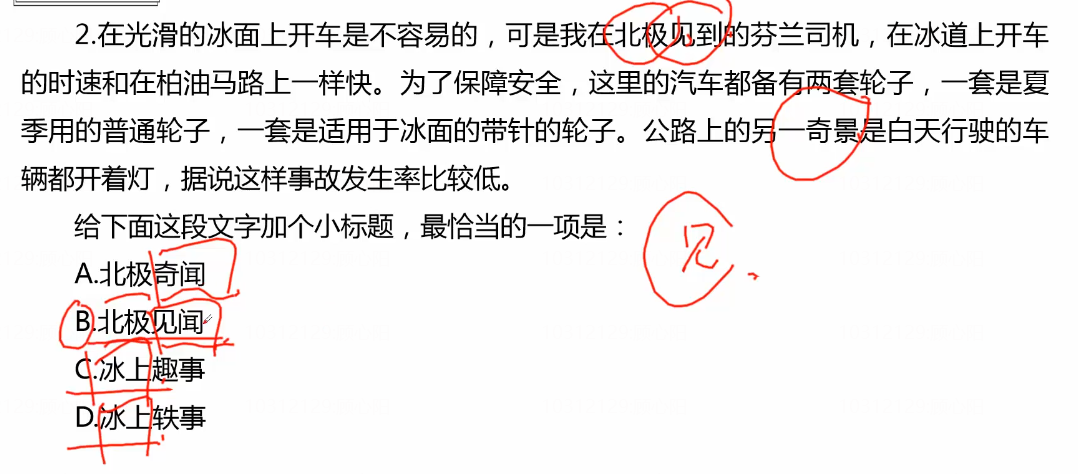 2.在光滑的冰面上开车是不容易的，可是我在北极见到的芬兰司机，在冰道上开车
的时速和在柏油马路上一样快。为了保障安全，这里的汽车都备有两套轮子，一套是夏
季用的普通轮子，一套是适用于冰面的带针的轮子。公路上的另一奇景是白天行驶的车
辆都开着灯，据说这样事故发生率比较低。
给下面这段文字加个小标题，最恰当的一项是：
见
A.北极奇闻
B.北极见闻
C.冰上趣事
D.冰上轶事